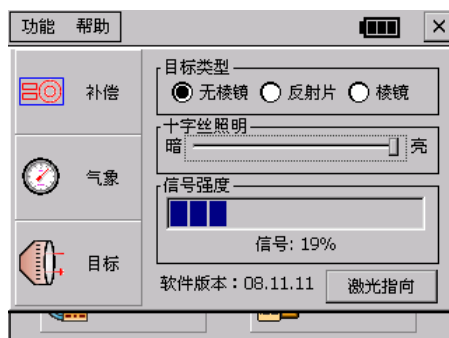 功能 帮助
×
补偿
气象
目标
目标类型
无棱镜 反射片 棱镜
十字丝照明
暗 亮
信号强度
信号: 19%
软件版本：08.11.11 激光指向